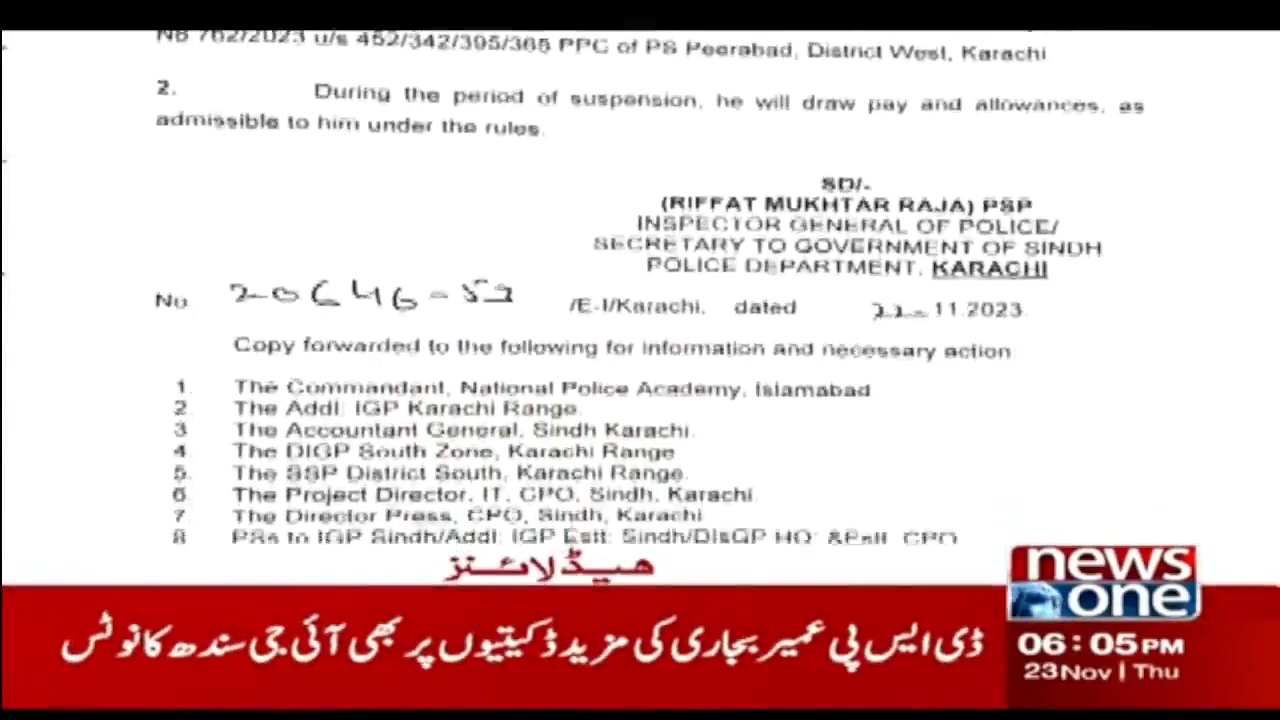 NB 762/2023 u/s 452/342/395/365 PPC of PS Peerabad, District West, Karachi
2. During the period of suspension, he will draw pay and allowances, as
admissible to him under the rules.
SD/-
(RIFFAT MUKHTAR RAJA) PSP
INSPECTOR GENERAL OF POLICE/
SECRETARY TO GOVERNMENT OF SINDH
POLICE DEPARTMENT, KARACHI
No. 20646-52 /E-I/Karachi, dated 22-11.2023
Copy forwarded to the following for information and necessary action
1. The Commandant, National Police Academy, Islamabad
2 The Addl: IGP Karachi Range.
3 The Accountant General, Sindh Karachi.
4 The DIGP South Zone, Karachi Range
5. The SSP District South, Karachi Range.
6 The Project Director, IT, CPO, Sindh, Karachi.
7 The Director Press, CPO, Sindh, Karachi
8 PSs to IGP Sindh/Addl: IGP Estt: Sindh/DIsGP HQ: CPO
ھیڈلائنز
news
one
ڈی ایس پی عمیر بجاری کی مزید ڈکیتیوں پر بھی آئی جی سندھ کا نوٹس
06:05PM
23Nov | Thu